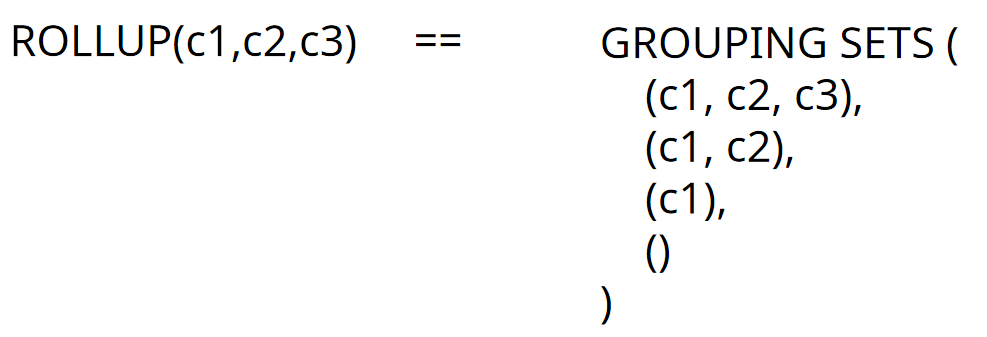 ROLLUP(c1,c2,c3) == GROUPING SETS (
(c1, c2, c3),
(c1, c2),
(c1),
()
)